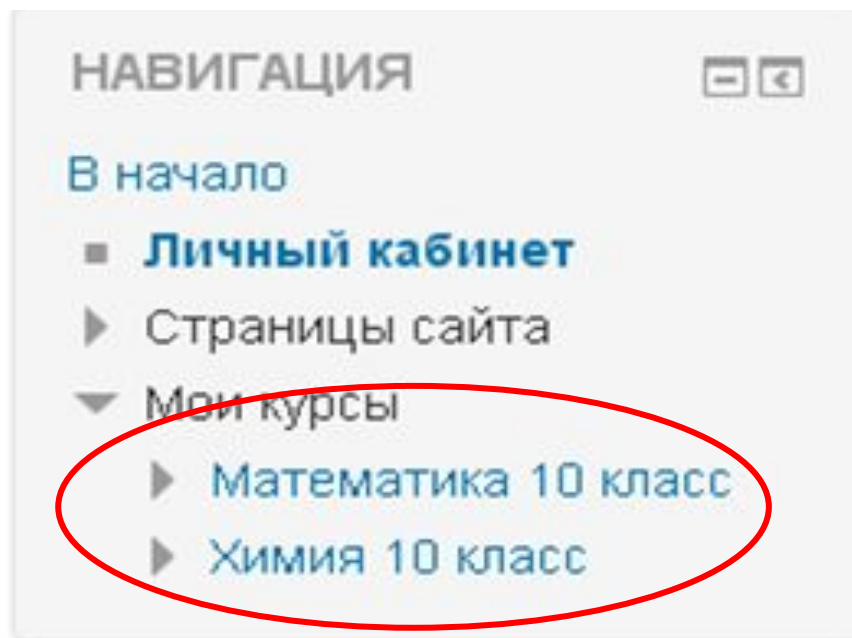 НАВИГАЦИЯ
В начало
Личный кабинет
Страницы сайта
Мои курсы
Математика 10 класс
Химия 10 класс